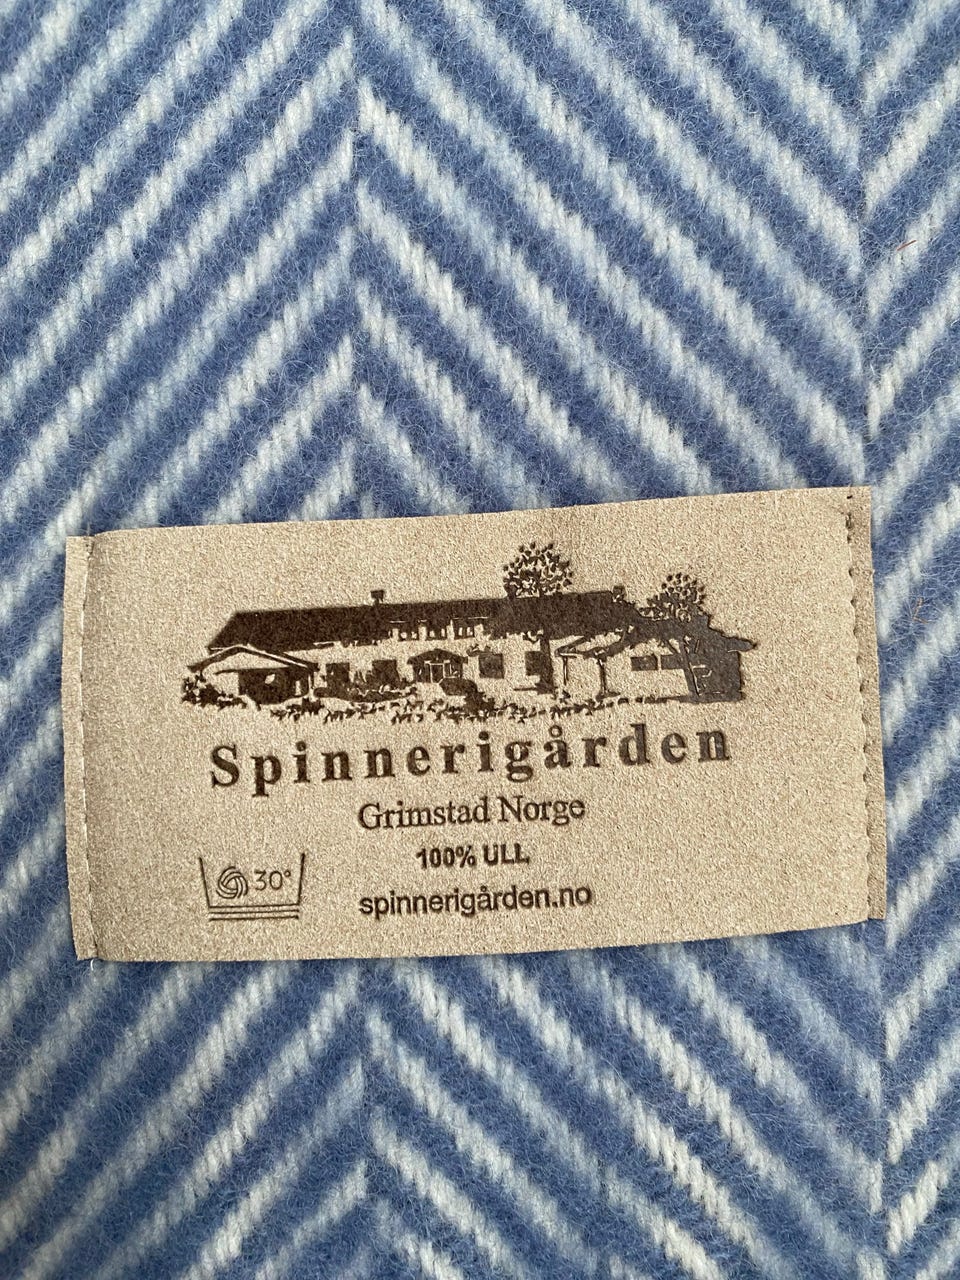 Spinnerigården
Grimstad Norge
100% ULL
30°
spinnerigården.no